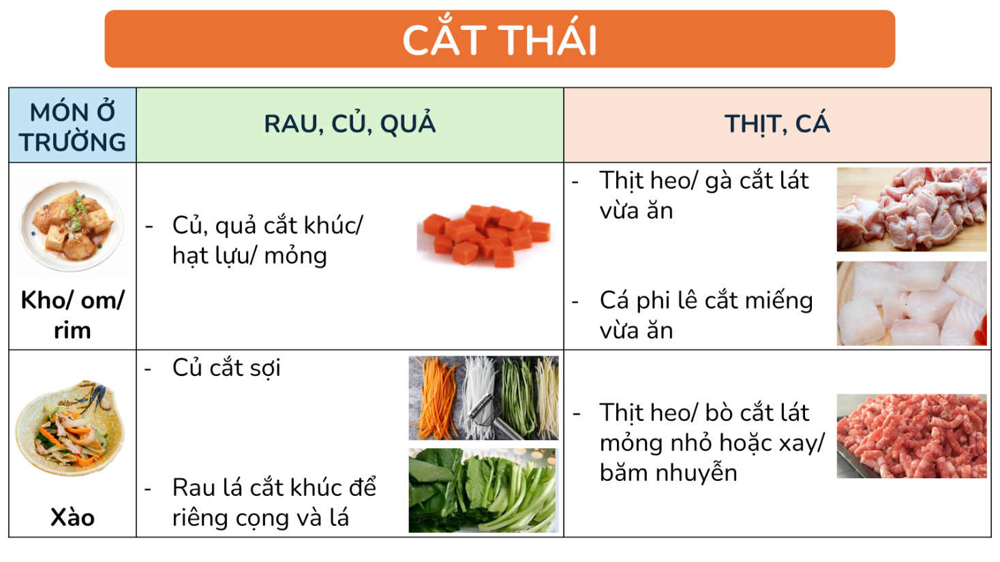 CẮT THÁI
MÓN Ở
TRƯỜNG
RAU, CỦ, QUẢ
THỊT, CÁ
Kho/ om/
rim
- Củ, quả cắt khúc/
hạt lựu/ mỏng
- Thịt heo/ gà cắt lát
vừa ăn
- Cá phi lê cắt miếng
vừa ăn
Xào
- Củ cắt sợi
- Rau lá cắt khúc để
riêng cọng và lá
- Thịt heo/ bò cắt lát
mỏng nhỏ hoặc xay/
băm nhuyễn